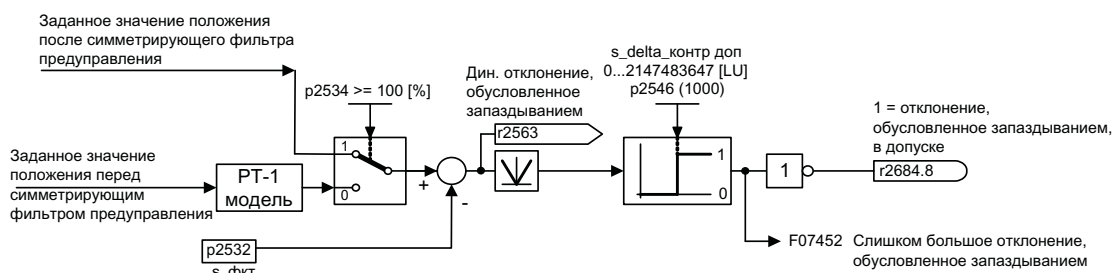 Заданное значение положения
после симметрирующего фильтра
предуправления
p2534 >= 100 [%]
Дин. отклонение,
обусловленное
запаздыванием
r2563
s_delta_контр доп
0...2147483647 [LU]
p2546 (1000)
1 = отклонение,
обусловленное запаздыванием,
в допуске
r2684.8
Заданное значение
положения перед
симметрирующим
фильтром предуправления
PT-1
модель
1
0
+
-
1
0
1
p2532
s_фкт
F07452 Слишком большое отклонение,
обусловленное запаздыванием